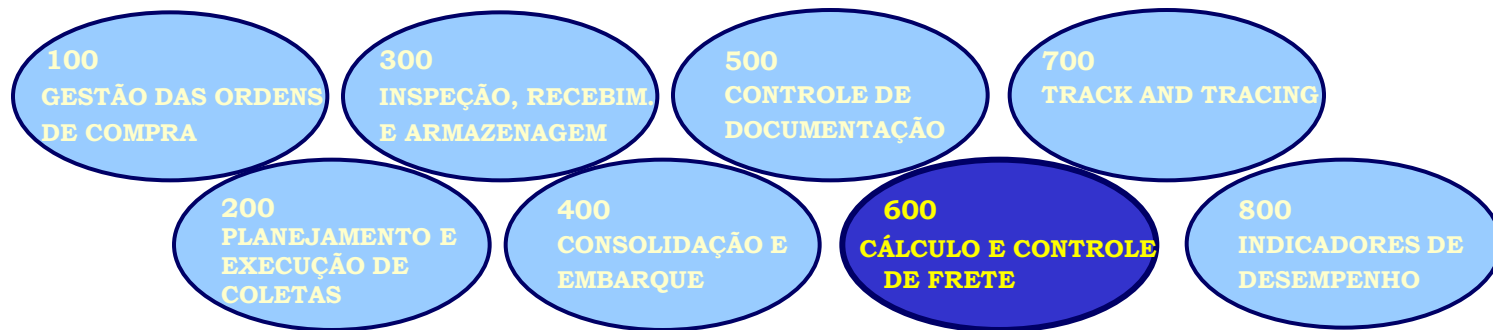 100
GESTÃO DAS ORDENS
DE COMPRA
300
INSPEÇÃO, RECEBIM.
E ARMAZENAGEM
500
CONTROLE DE
DOCUMENTAÇÃO
700
TRACK AND TRACING
200
PLANEJAMENTO E
EXECUÇÃO DE
COLETAS
400
CONSOLIDAÇÃO E
EMBARQUE
600
CÁLCULO E CONTROLE
DE FRETE
800
INDICADORES DE
DESEMPENHO